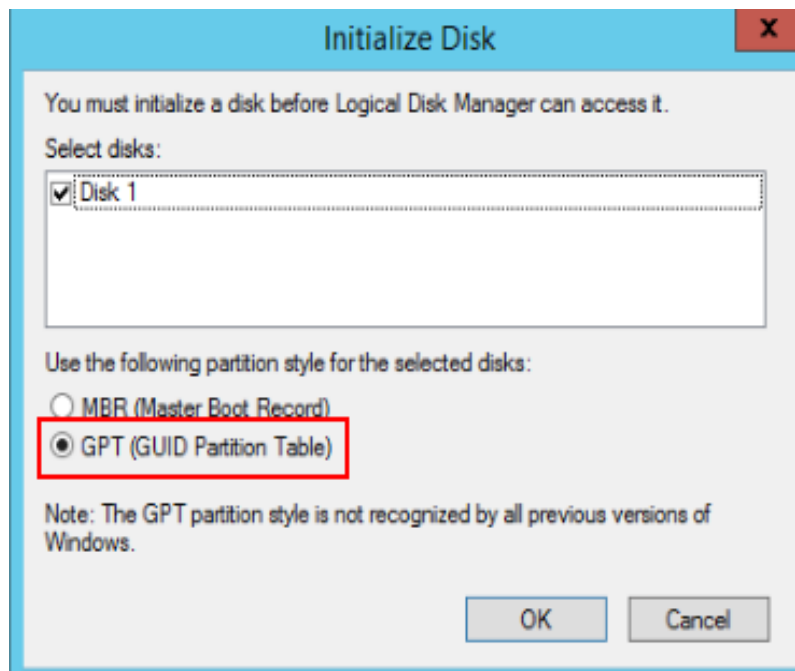 Initialize Disk
x
You must initialize a disk before Logical Disk Manager can access it.
Select disks:
Disk 1
Use the following partition style for the selected disks:
MBR (Master Boot Record)
GPT (GUID Partition Table)
Note: The GPT partition style is not recognized by all previous versions of
Windows.
OK Cancel